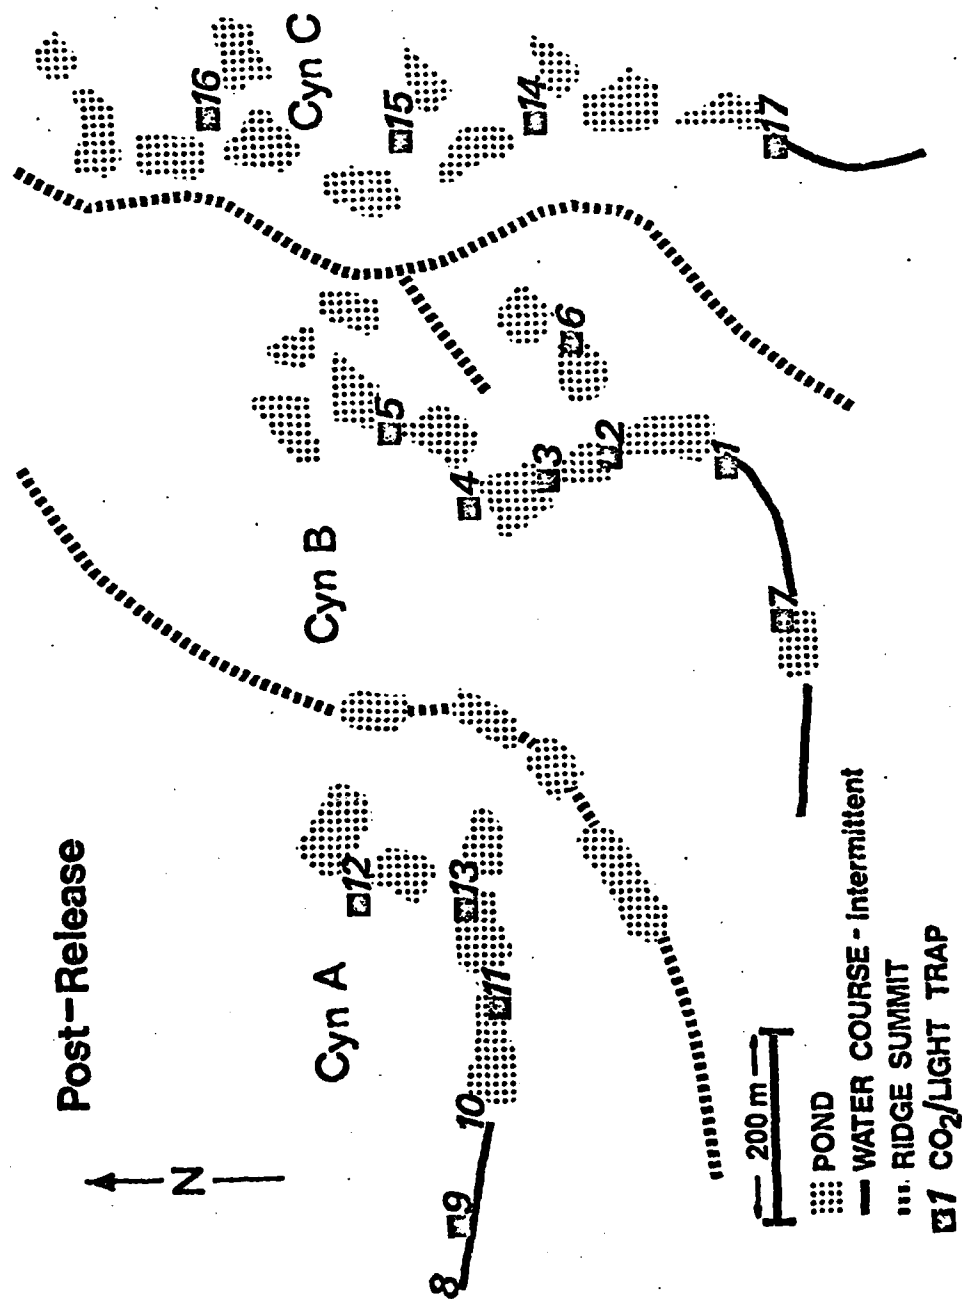 Post-Release
N
Cyn A
Cyn B
Cyn C
8
9
10
11
12
13
7
1
2
3
4
5
6
14
15
16
17
200 m
POND
WATER COURSE - Intermittent
RIDGE SUMMIT
1 CO₂/LIGHT TRAP